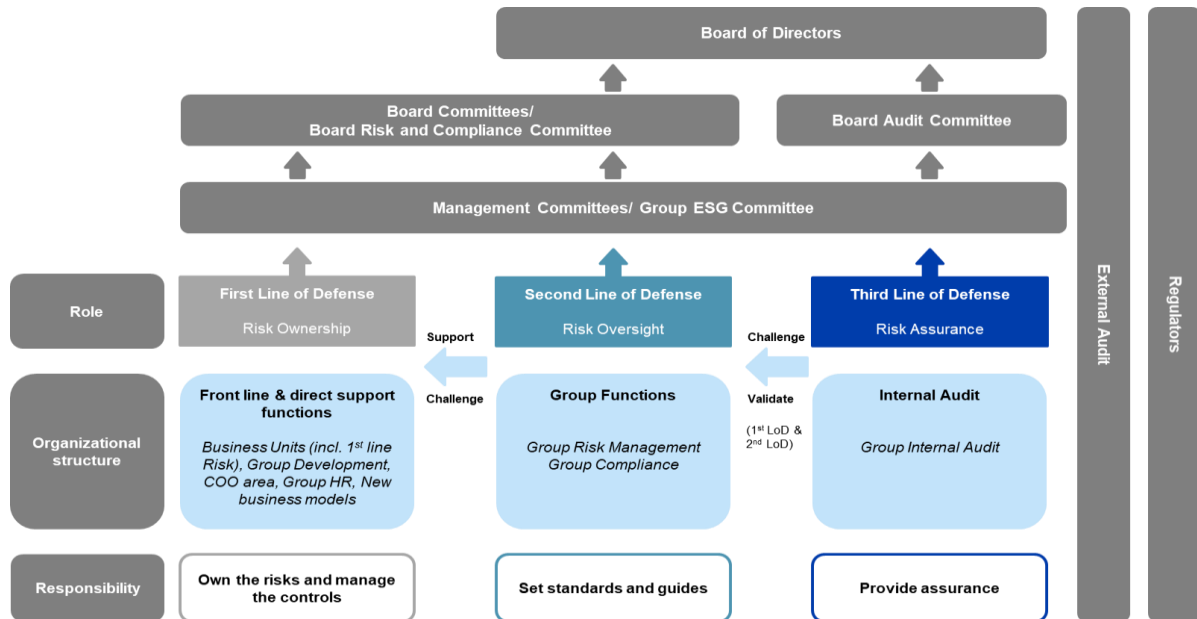 Board of Directors
Board Committees/
Board Risk and Compliance Committee
Board Audit Committee
Management Committees/ Group ESG Committee
Role
First Line of Defense
Risk Ownership
Support
Challenge
Second Line of Defense
Risk Oversight
Challenge
Validate
(1st LoD &
2nd LoD)
Third Line of Defense
Risk Assurance
Organizational
structure
Front line & direct support
functions
Business Units (incl. 1st line
Risk), Group Development,
COO area, Group HR, New
business models
Group Functions
Group Risk Management
Group Compliance
Internal Audit
Group Internal Audit
Responsibility
Own the risks and manage
the controls
Set standards and guides
Provide assurance
External Audit
Regulators